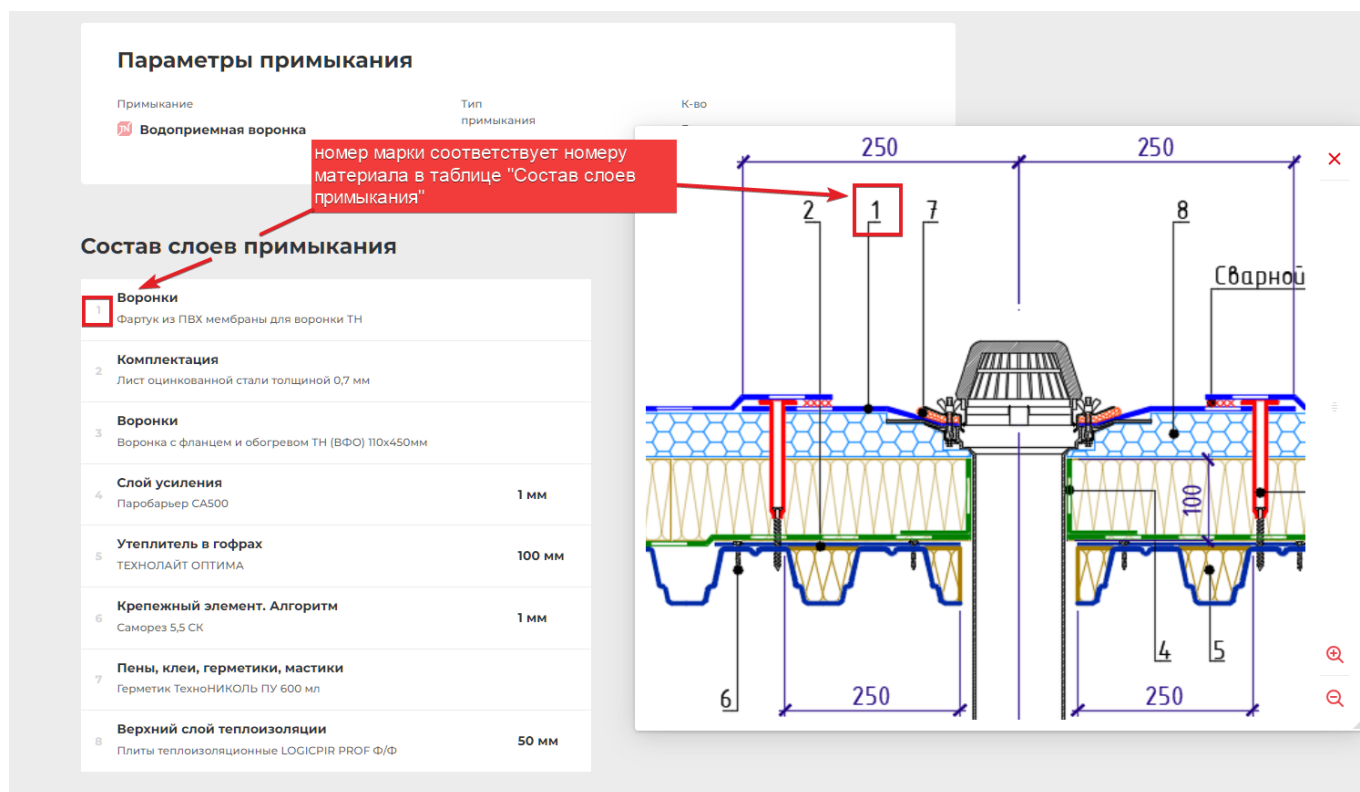 Параметры примыкания
Примыкание
Тип
примыкания
К-во
Водоприемная воронка
номер марки соответствует номеру
материала в таблице "Состав слоев
примыкания"
Состав слоев примыкания
1
Воронки
Фартук из ПВХ мембраны для воронки ТН
2
Комплектация
Лист оцинкованной стали толщиной 0,7 мм
3
Воронки
Воронка с фланцем и обогревом ТН (ВФО) 110х450мм
4
Слой усиления
Паробарьер СА500
1 мм
5
Утеплитель в гофрах
ТЕХНОЛАЙТ ОПТИМА
100 мм
6
Крепежный элемент. Алгоритм
Саморез 5,5 СК
1 мм
7
Пены, клеи, герметики, мастики
Герметик ТехноНИКОЛЬ ПУ 600 мл
8
Верхний слой теплоизоляции
Плиты теплоизоляционные LOGICPIR PROF Ф/Ф
50 мм
250
250
2
1
7
8
Сварной
100
4
5
6
250
250